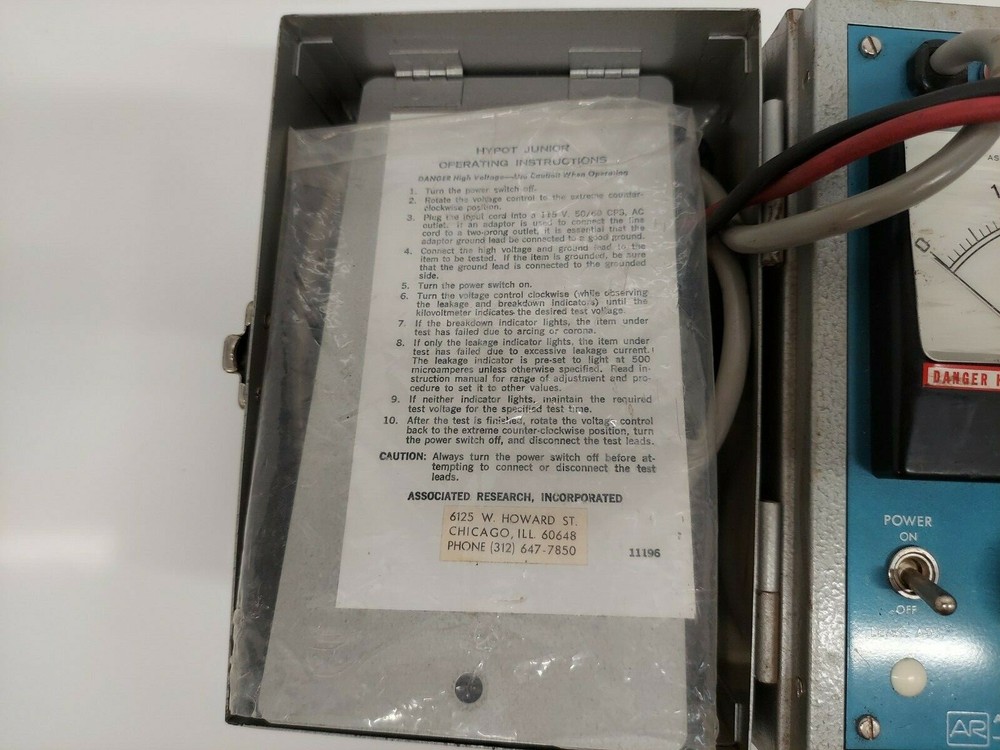 HYPOT JUNIOR
OPERATING INSTRUCTIONS
DANGER High Voltage—Use Caution When Operating
1. Turn the power switch off.
2. Rotate the voltage control to the extreme counter-
clockwise position.
3. Plug the input cord into a 115 V. 50/60 CPS, AC
outlet. If an adaptor is used to connect the line
cord to a two-prong outlet, it is essential that the
adaptor ground lead be connected to a good ground.
4. Connect the high voltage and ground lead to the
item to be tested. If the item is grounded, be sure
that the ground lead is connected to the grounded
side.
5. Turn the power switch on.
6. Turn the voltage control clockwise (while observing
the leakage and breakdown indicators) until the
kilovoltmeter indicates the desired test voltage.
7. If the breakdown indicator lights, the item under
test has failed due to arcing or corona.
8. If only the leakage indicator lights, the item under
test has failed due to excessive leakage current.
The leakage indicator is pre-set to light at 500
microamperes unless otherwise specified. Read in-
struction manual for range of adjustment and pro-
cedure to set it to other values.
9. If neither indicator lights, maintain the required
test voltage for the specified test time.
10. After the test is finished, rotate the voltage control
back to the extreme counter-clockwise position, turn
the power switch off, and disconnect the test leads.
CAUTION: Always turn the power switch off before at-
tempting to connect or disconnect the test
leads.
ASSOCIATED RESEARCH, INCORPORATED
6125 W. HOWARD ST.
CHICAGO, ILL 60648
PHONE (312) 647-7850
11196
AS
0
1
DANGER H
POWER
ON
OFF
AR